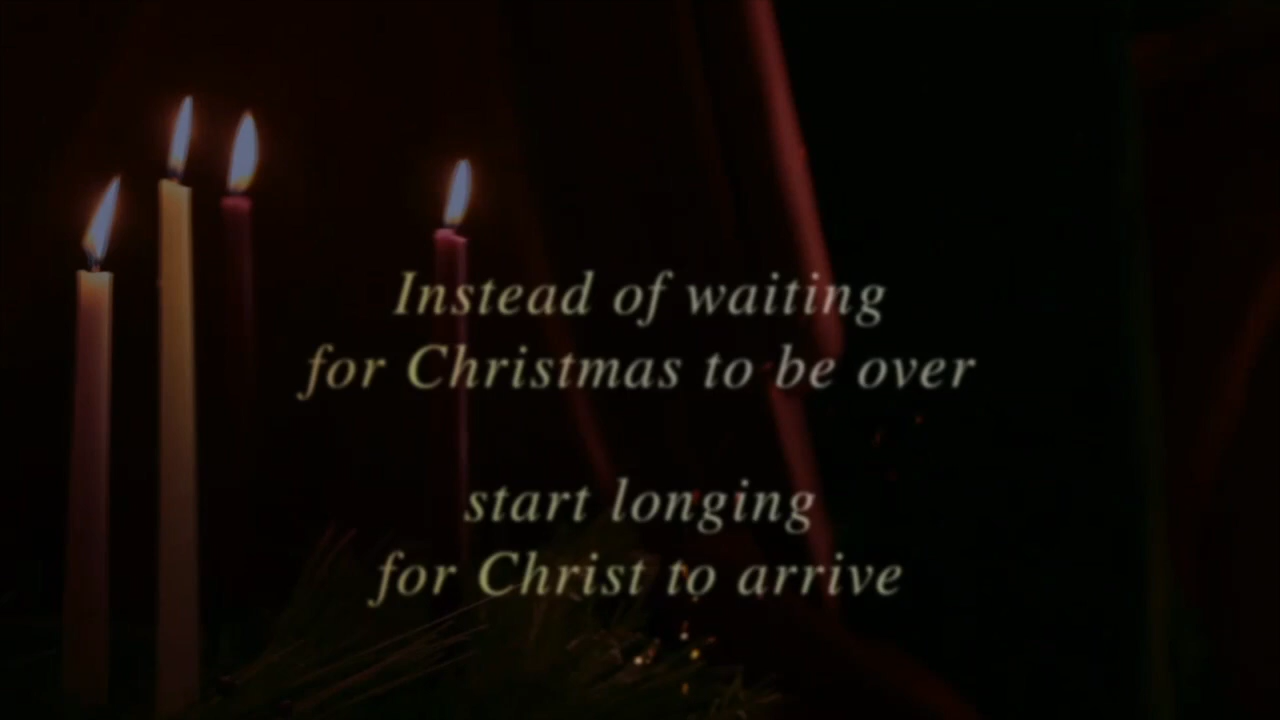 Instead of waiting
for Christmas to be over
start longing
for Christ to arrive